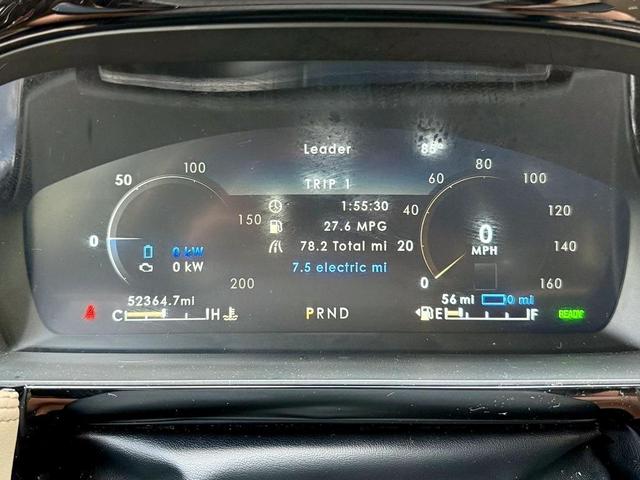 Leader 85°
TRIP 1
1:55:30
27.6 MPG
78.2 Total mi
7.5 electric mi
0 50 100 150 200
0 kW
0 kW
0 20 40 60 80 100 120 140 160
0
MPH
52364.7mi
C H
PRND
56 mi 0 mi
E F
READY
A